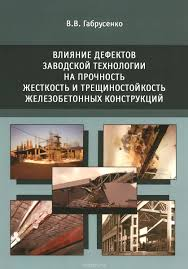 В.В. Габрусенко
ВЛИЯНИЕ ДЕФЕКТОВ
ЗАВОДСКОЙ ТЕХНОЛОГИИ
НА ПРОЧНОСТЬ
ЖЕСТКОСТЬ И ТРЕЩИНОСТОЙКОСТЬ
ЖЕЛЕЗОБЕТОННЫХ КОНСТРУКЦИЙ